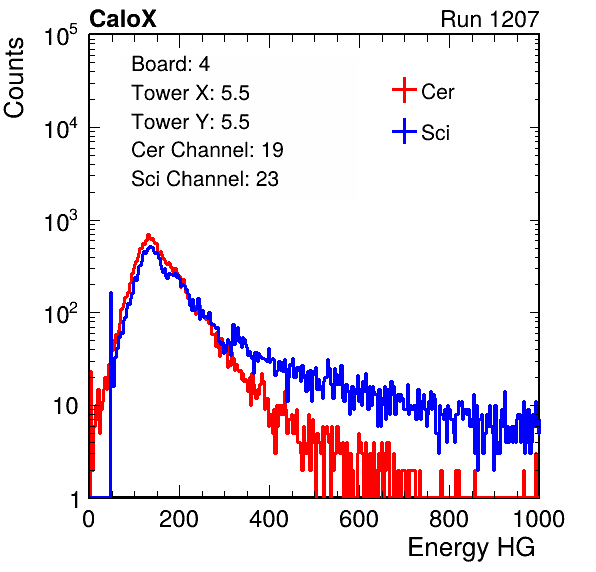 CaloX Run 1207
Counts
10^5
10^4
10^3
10^2
10
1
Board: 4
Tower X: 5.5
Tower Y: 5.5
Cer Channel: 19
Sci Channel: 23
Cer
Sci
0 200 400 600 800 1000
Energy HG